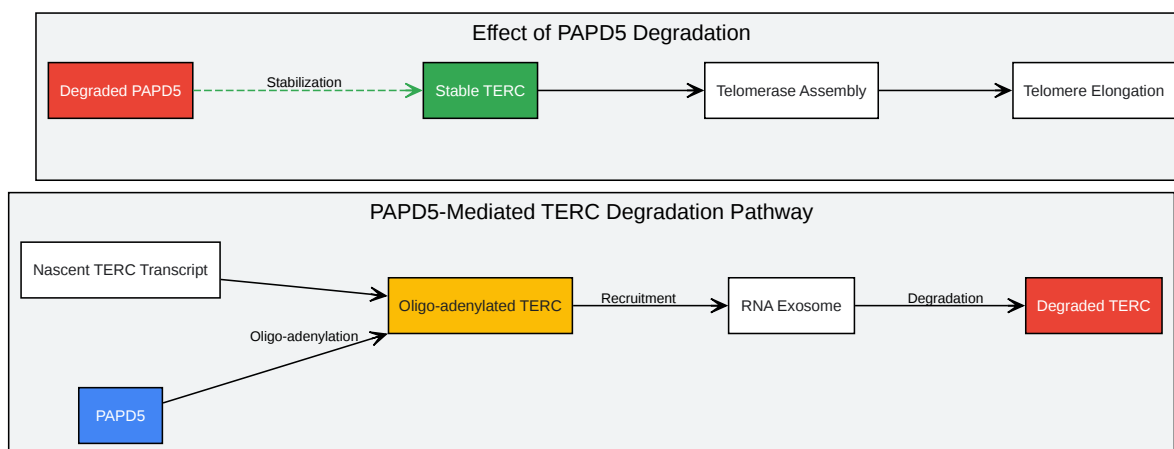 Effect of PAPD5 Degradation
Degraded PAPD5
Stabilization
Stable TERC
Telomerase Assembly
Telomere Elongation
PAPD5-Mediated TERC Degradation Pathway
Nascent TERC Transcript
Oligo-adenylated TERC
Recruitment
RNA Exosome
Degradation
Degraded TERC
Oligo-adenylation
PAPD5